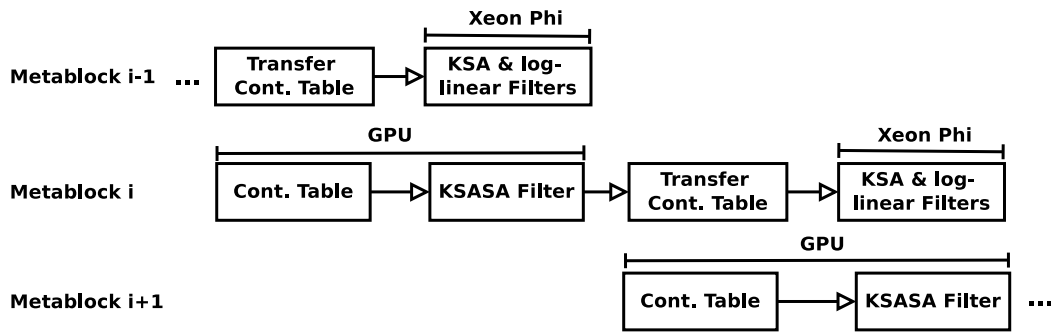 Xeon Phi
Metablock i-1
...
Transfer
Cont. Table
KSA & log-
linear Filters
GPU
Xeon Phi
Metablock i
Cont. Table
KSASA Filter
Transfer
Cont. Table
KSA & log-
linear Filters
GPU
Metablock i+1
Cont. Table
KSASA Filter
...